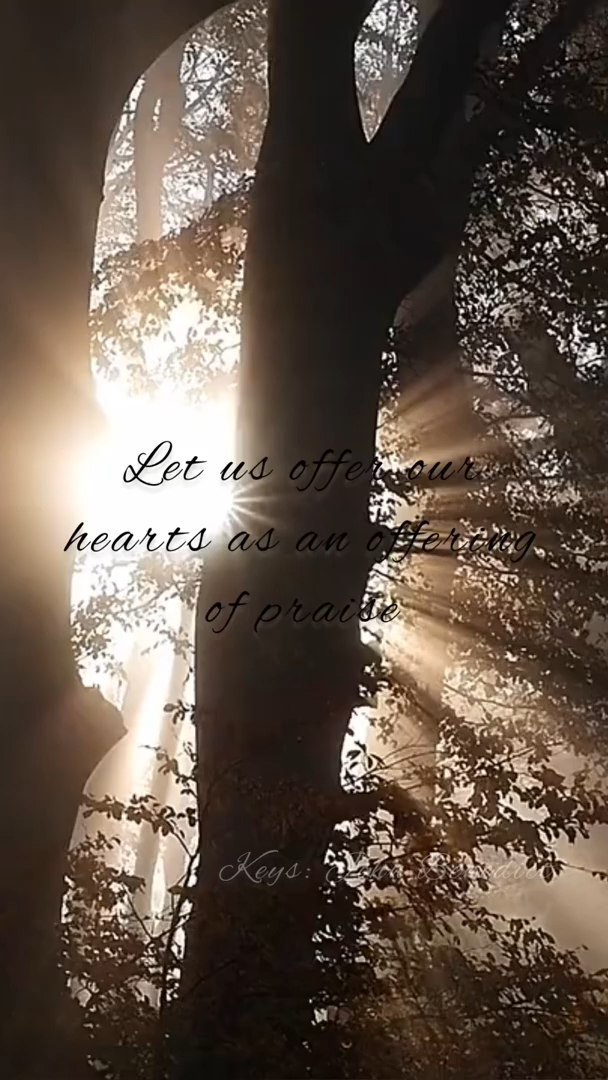 Let us offer our
hearts as an offering
of praise
Keys: